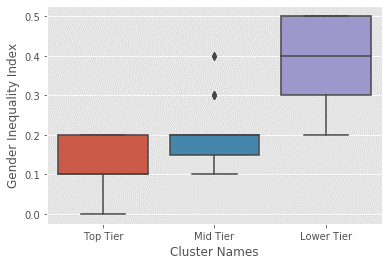 Gender Inequality Index
0.5
0.4
0.3
0.2
0.1
0.0
Top Tier
Mid Tier
Lower Tier
Cluster Names